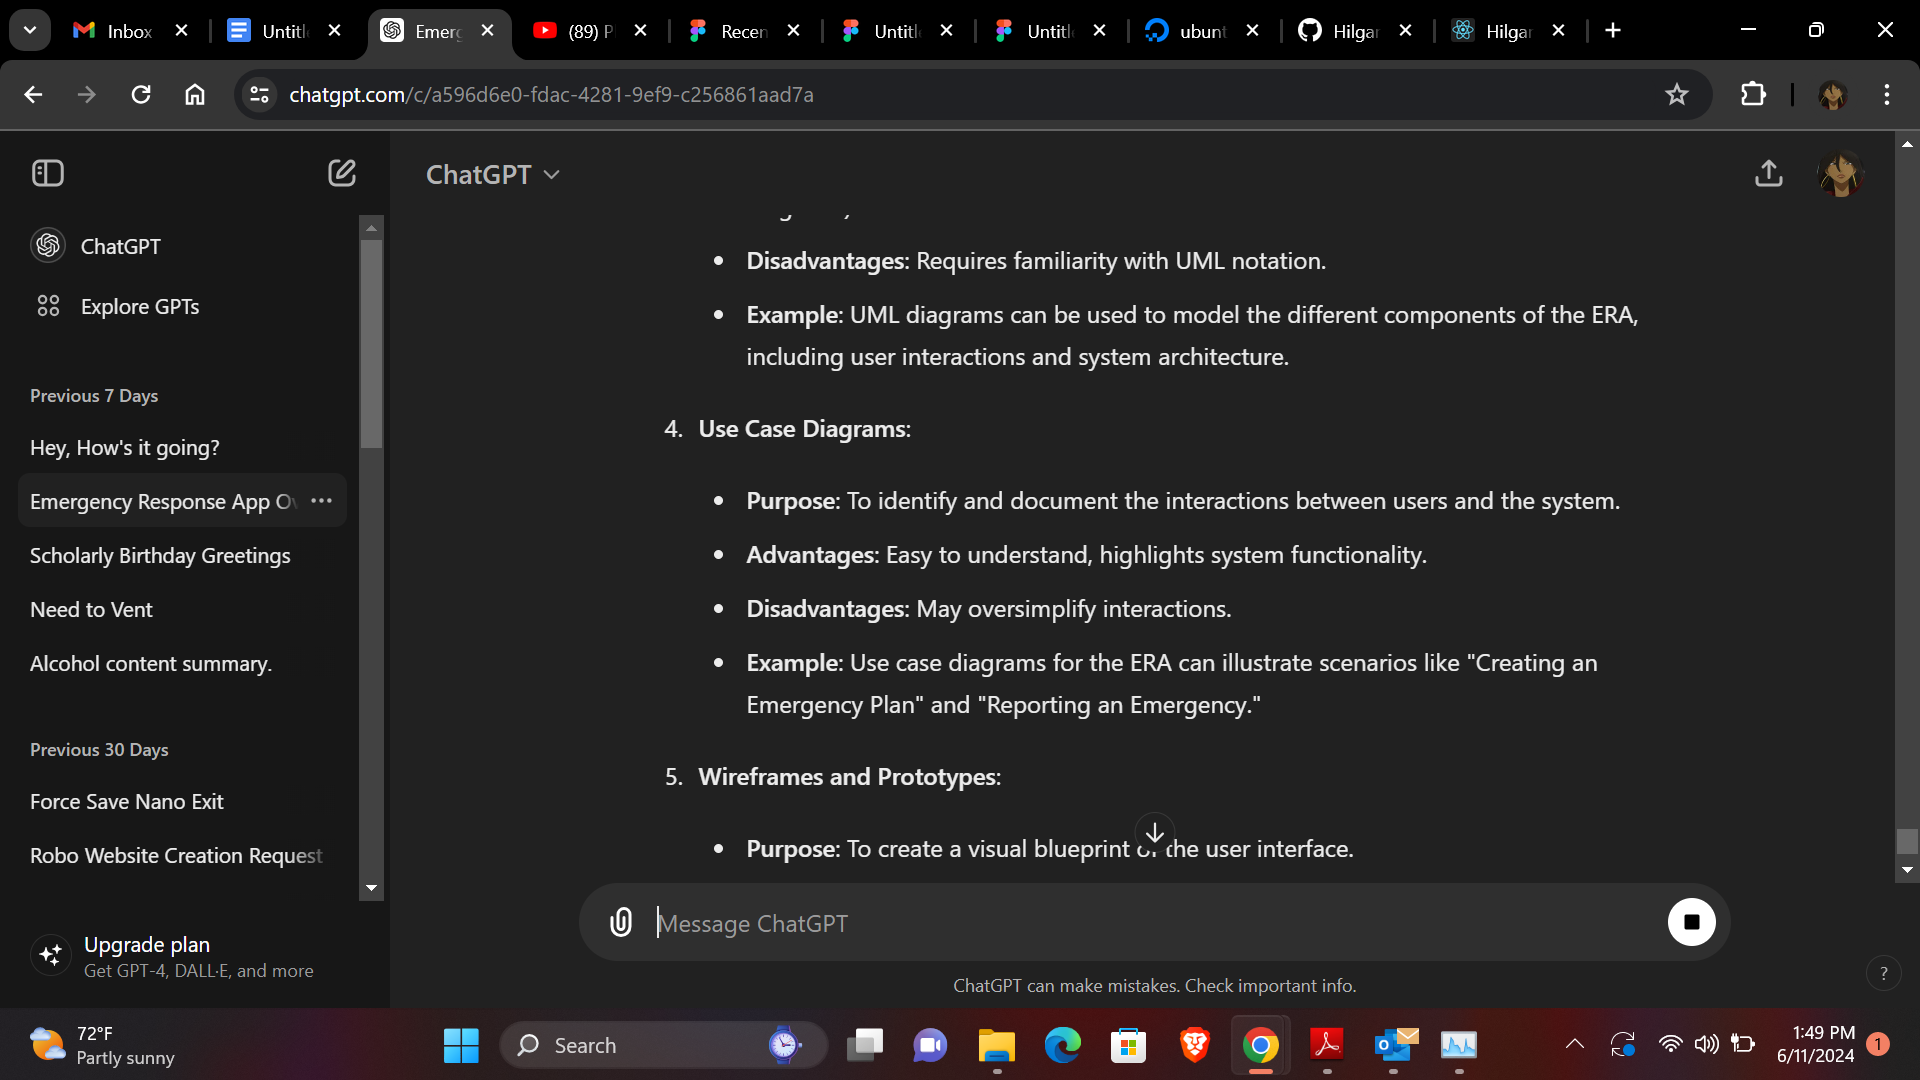 Inbox
Untitl
Emerg
(89) P
Recen
Untitl
Untitl
ubunt
Hilgar
Hilgar
chatgpt.com/c/a596d6e0-fdac-4281-9ef9-c256861aad7a
ChatGPT
ChatGPT
Explore GPTs
Previous 7 Days
Hey, How's it going?
Emergency Response App Ov
Scholarly Birthday Greetings
Need to Vent
Alcohol content summary.
Previous 30 Days
Force Save Nano Exit
Robo Website Creation Request
Upgrade plan
Get GPT-4, DALL·E, and more
• Disadvantages: Requires familiarity with UML notation.
• Example: UML diagrams can be used to model the different components of the ERA,
including user interactions and system architecture.
4. Use Case Diagrams:
• Purpose: To identify and document the interactions between users and the system.
• Advantages: Easy to understand, highlights system functionality.
• Disadvantages: May oversimplify interactions.
• Example: Use case diagrams for the ERA can illustrate scenarios like "Creating an
Emergency Plan" and "Reporting an Emergency."
5. Wireframes and Prototypes:
• Purpose: To create a visual blueprint of the user interface.
Message ChatGPT
ChatGPT can make mistakes. Check important info.
?
72°F
Partly sunny
Search
1:49 PM
6/11/2024
1